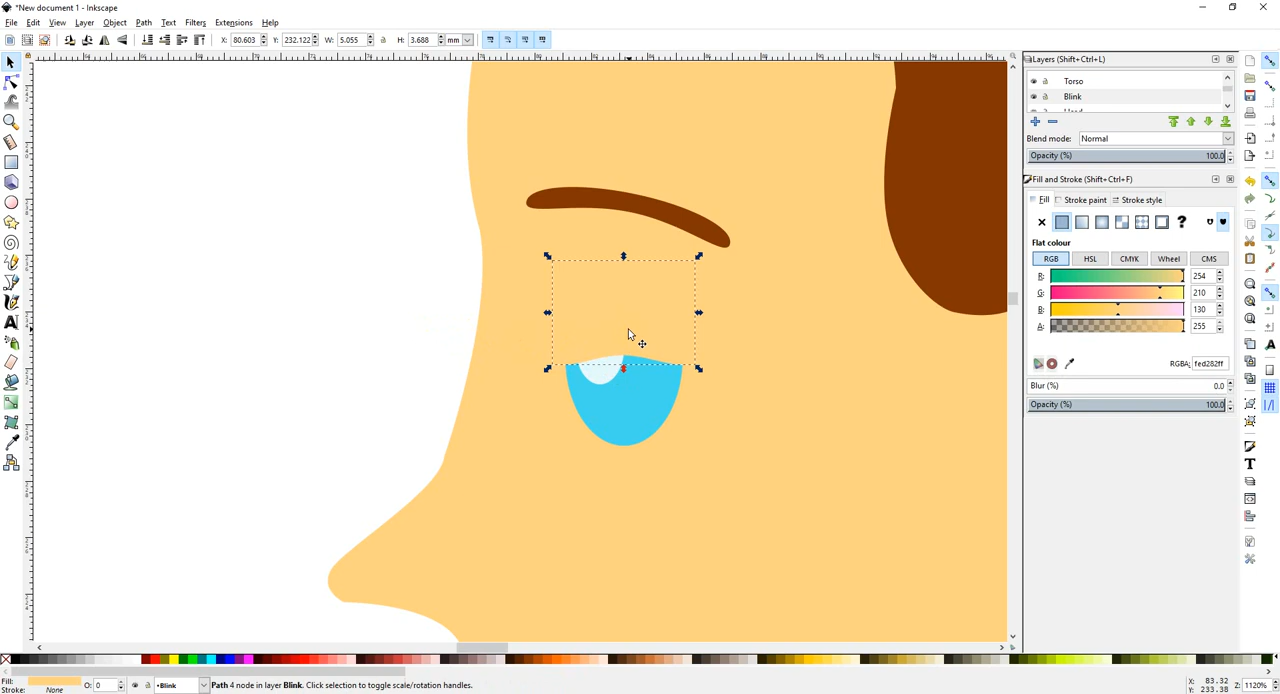 *New document 1 - Inkscape
File Edit View Layer Object Path Text Filters Extensions Help
X: 80.603 Y: 232.122 W: 5.055 H: 3.688 mm
Layers (Shift+Ctrl+L)
Torso
Blink
Blend mode: Normal
Opacity (%) 100.0
Fill and Stroke (Shift+Ctrl+F)
Fill Stroke paint Stroke style
Flat colour
RGB HSL CMYK Wheel CMS
R: 254
G: 210
B: 130
A: 255
RGBA: fed282ff
Blur (%) 0.0
Opacity (%) 100.0
Fill: O: 0 •Blink Path 4 node in layer Blink. Click selection to toggle scale/rotation handles. X: 83.32 Z: 1120%
Stroke: None Y: 233.38